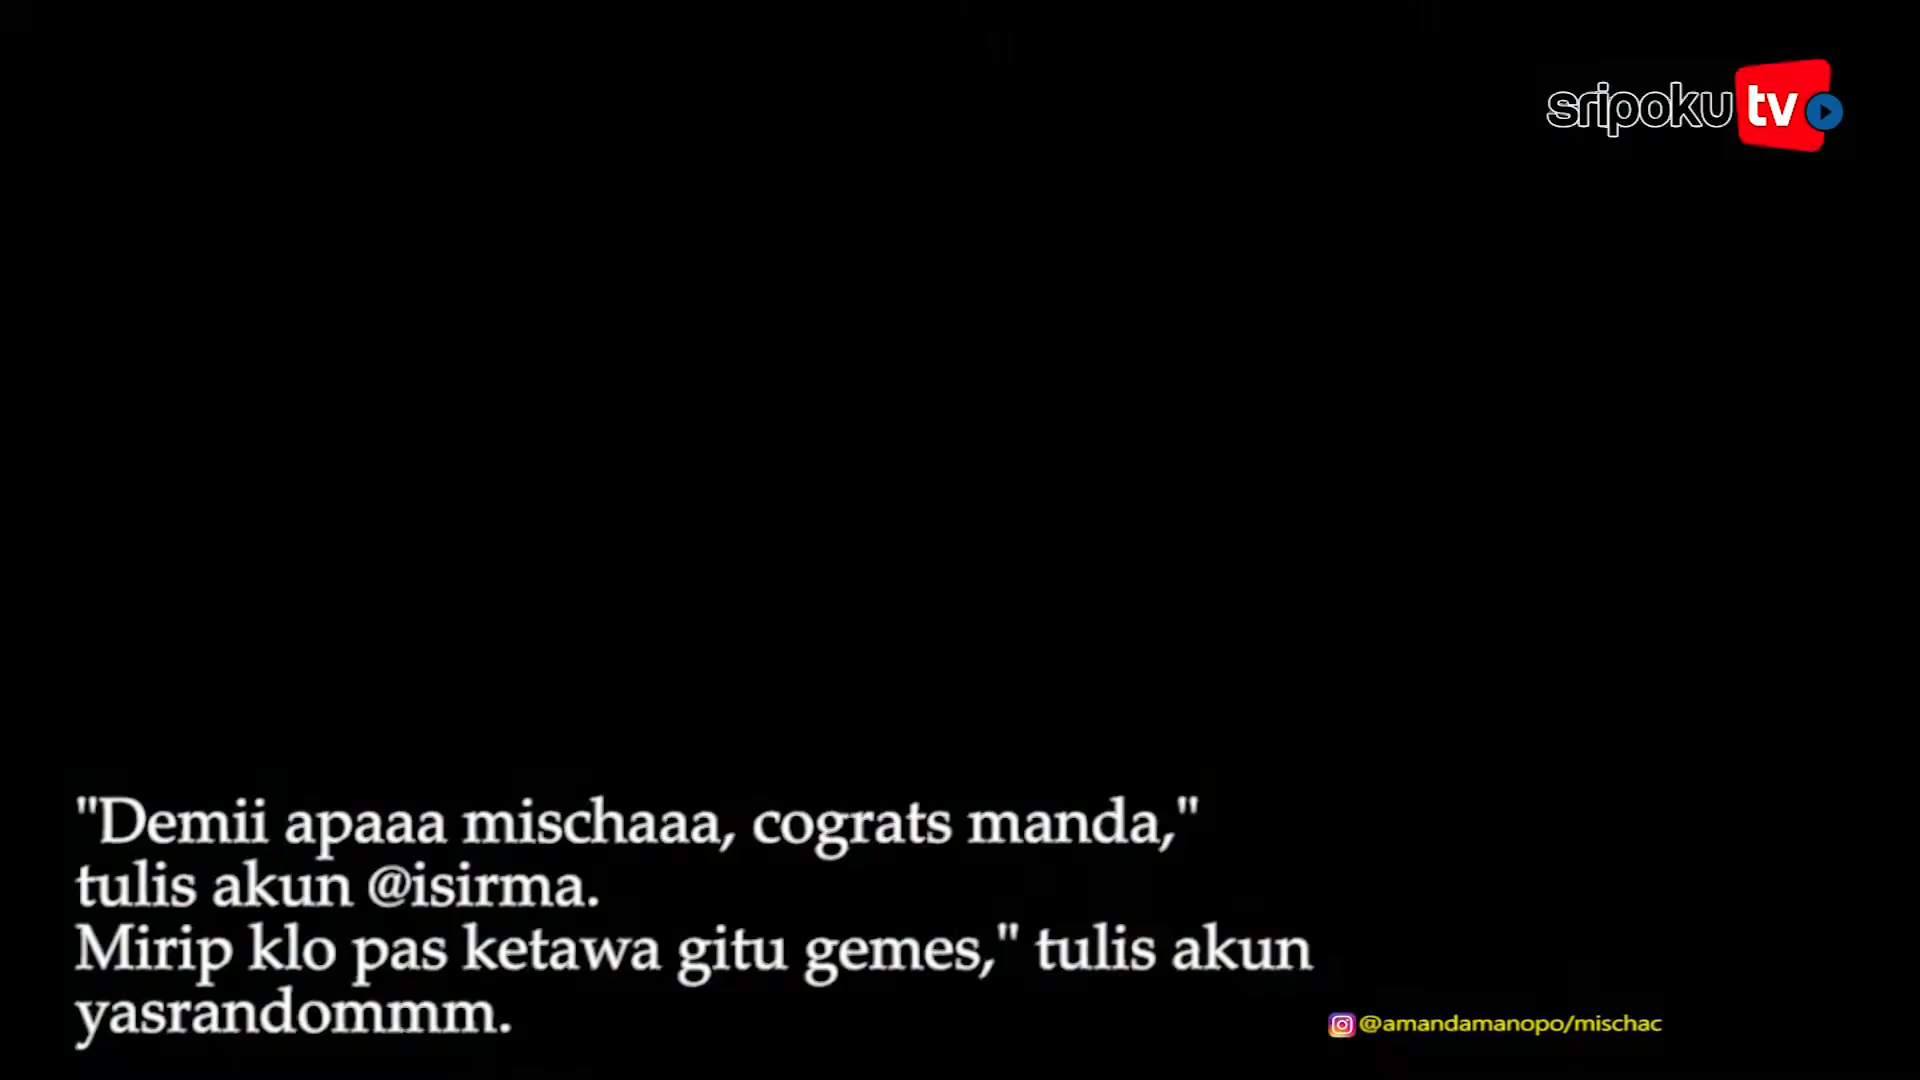 sripoku tv
"Demii apaaa mischaaa, cograts manda,"
tulis akun @isirma.
Mirip klo pas ketawa gitu gemes," tulis akun
yasrandommm.
@amandamanopo/mischac